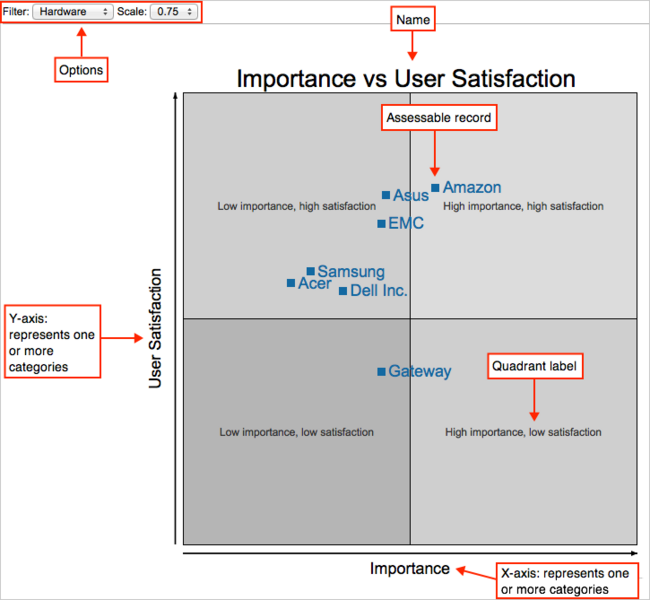 Filter: Hardware Scale: 0.75
Name
Options
Importance vs User Satisfaction
Assessable record
Asus
Amazon
Low importance, high satisfaction
High importance, high satisfaction
EMC
Samsung
Acer
Dell Inc.
User Satisfaction
Y-axis:
represents one
or more
categories
Gateway
Quadrant label
Low importance, low satisfaction
High importance, low satisfaction
Importance
X-axis: represents one
or more categories